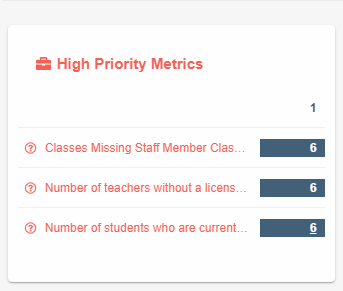 High Priority Metrics
1
Classes Missing Staff Member Clas... 6
Number of teachers without a licens... 6
Number of students who are current... 6